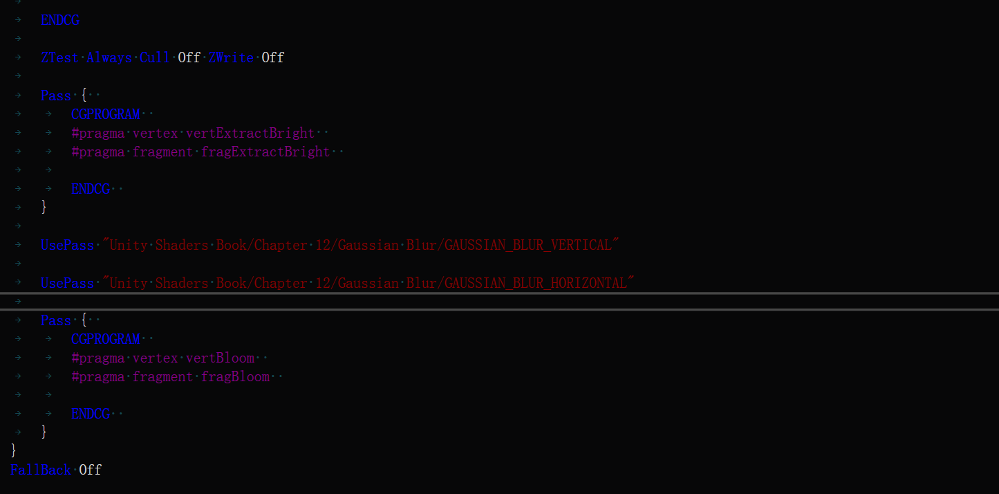 ENDCG
ZTest Always Cull Off ZWrite Off
Pass {
CGPROGRAM
#pragma vertex vertExtractBright
#pragma fragment fragExtractBright
ENDCG
}
UsePass "Unity Shaders Book/Chapter 12/Gaussian Blur/GAUSSIAN_BLUR_VERTICAL"
UsePass "Unity Shaders Book/Chapter 12/Gaussian Blur/GAUSSIAN_BLUR_HORIZONTAL"
Pass {
CGPROGRAM
#pragma vertex vertBloom
#pragma fragment fragBloom
ENDCG
}
}
FallBack Off